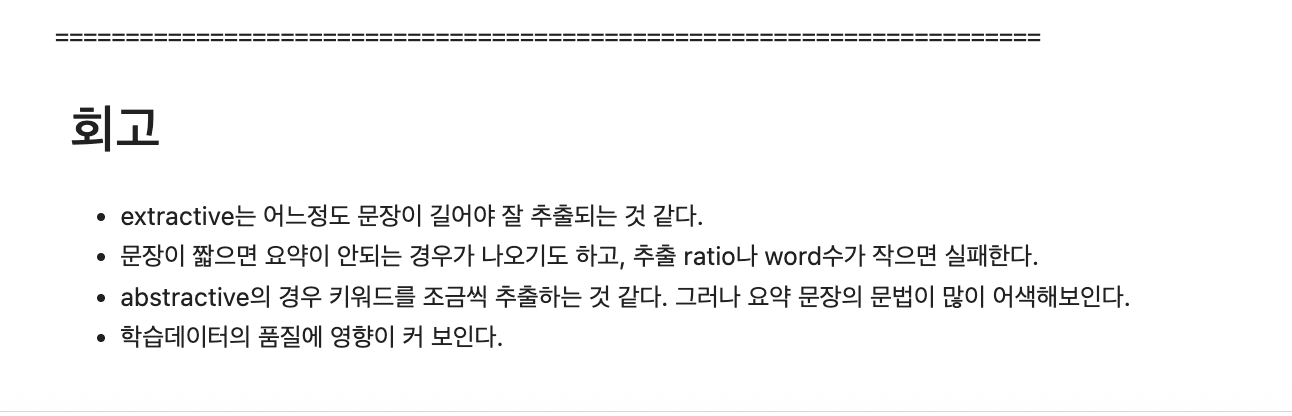 ======================================================================
회고
• extractive는 어느정도 문장이 길어야 잘 추출되는 것 같다.
• 문장이 짧으면 요약이 안되는 경우가 나오기도 하고, 추출 ratio나 word수가 작으면 실패한다.
• abstractive의 경우 키워드를 조금씩 추출하는 것 같다. 그러나 요약 문장의 문법이 많이 어색해보인다.
• 학습데이터의 품질에 영향이 커 보인다.